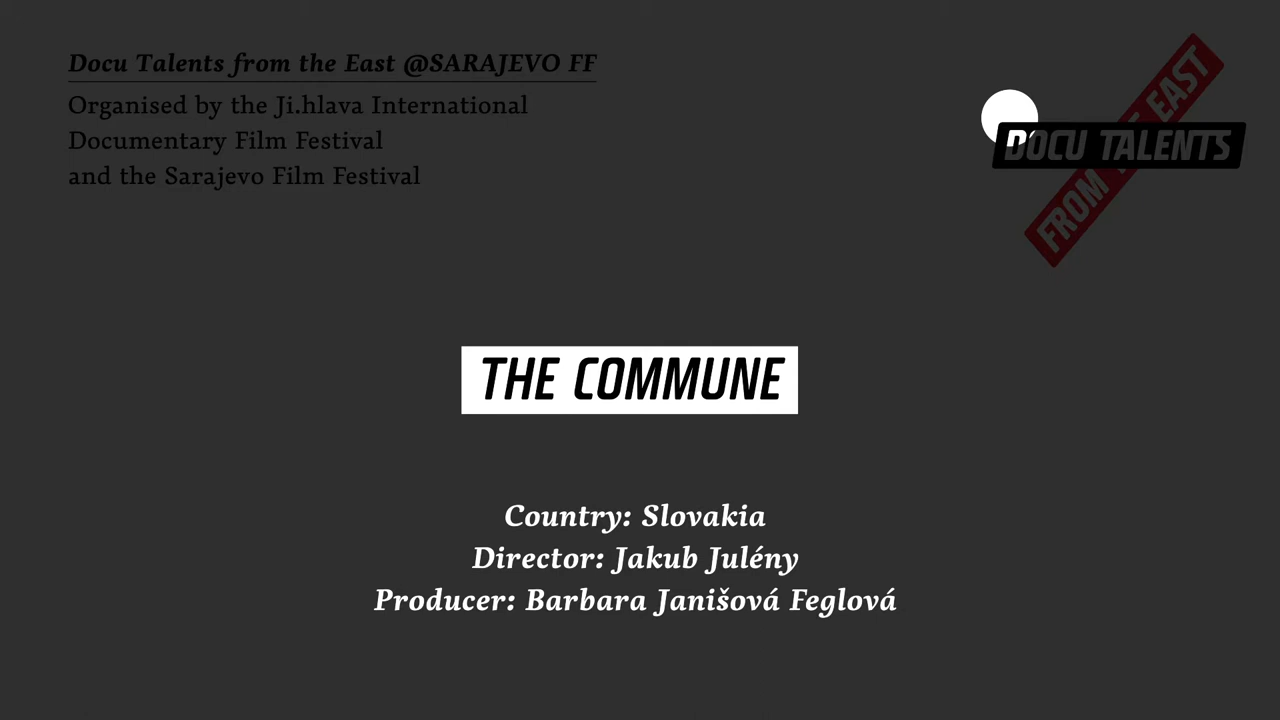 Docu Talents from the East @SARAJEVO FF
Organised by the Ji.hlava International
Documentary Film Festival
and the Sarajevo Film Festival
DOCU TALENTS
FROM THE EAST
THE COMMUNE
Country: Slovakia
Director: Jakub Julény
Producer: Barbara Janišová Feglová